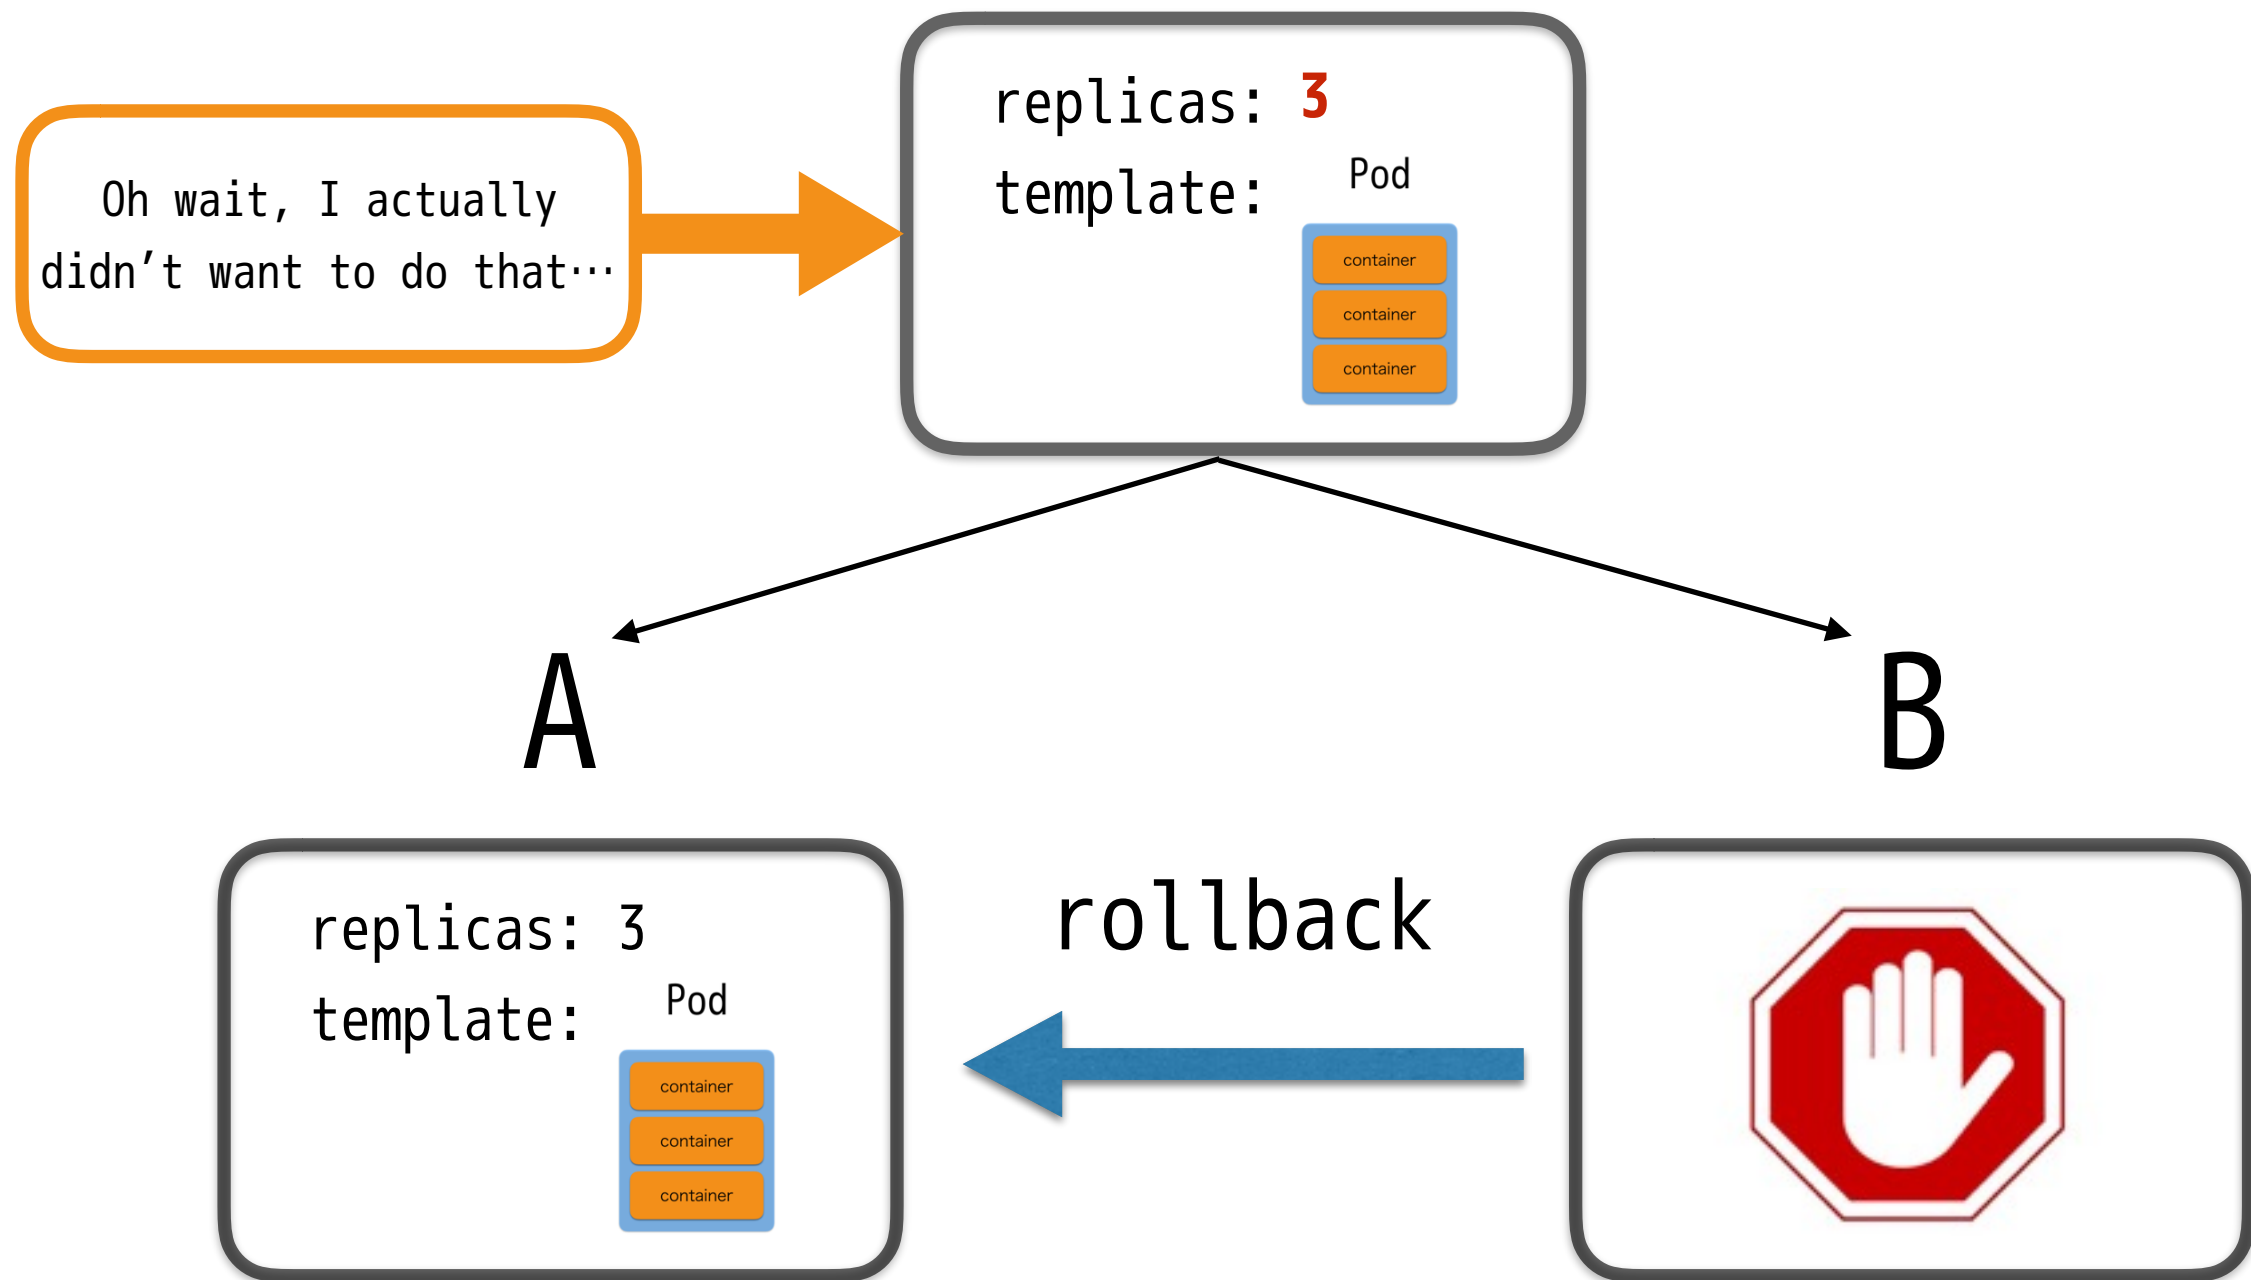 Oh wait, I actually
didn’t want to do that…
replicas: 3
template:
Pod
container
container
container
A
B
replicas: 3
template:
Pod
container
container
container
rollback